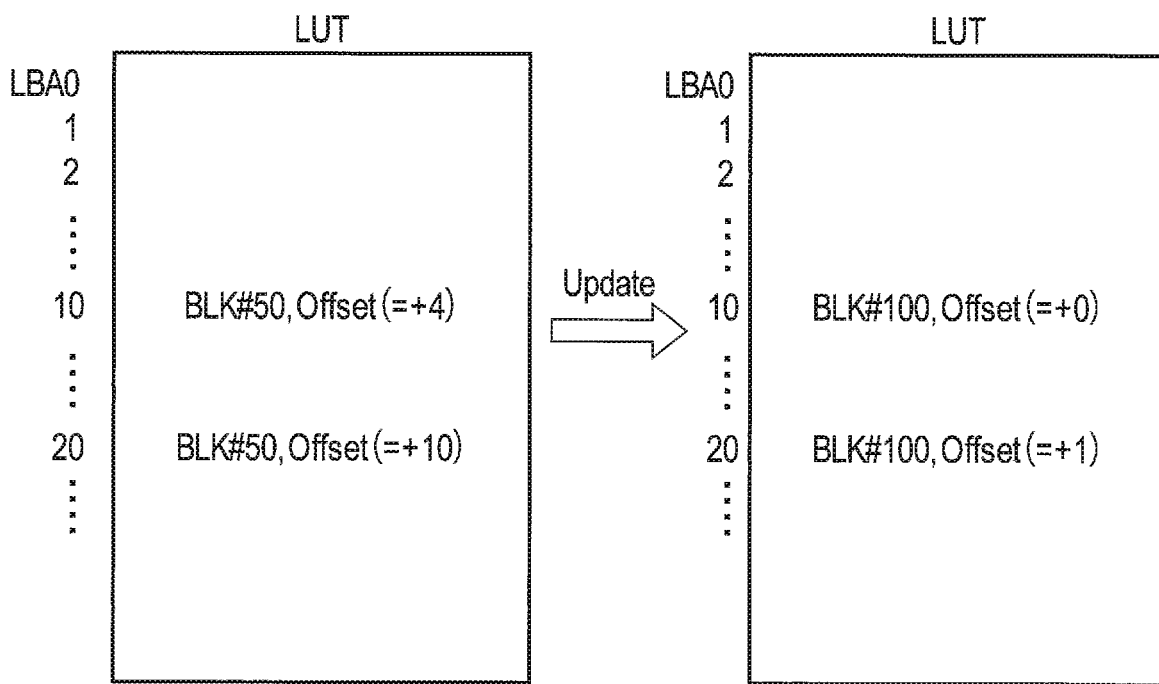 LUT
LBA0
1
2
10 BLK#50, Offset (=+4)
20 BLK#50, Offset (=+10)
Update
LUT
LBA0
1
2
10 BLK#100, Offset (=+0)
20 BLK#100, Offset (=+1)